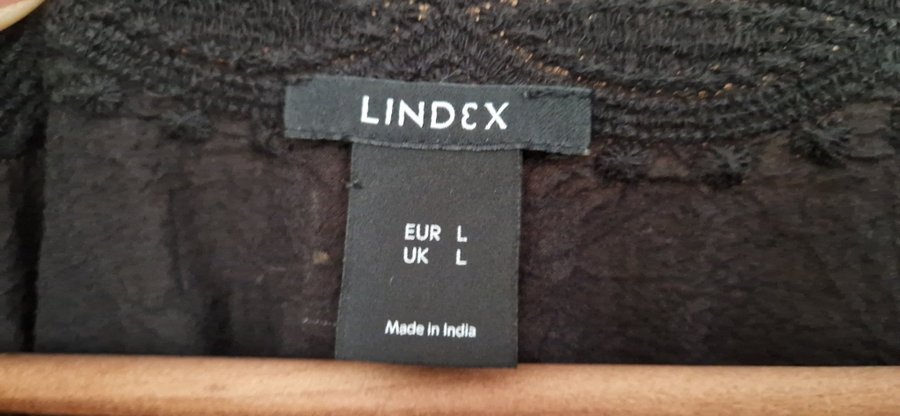 LINDEX
EUR L
UK L
Made in India